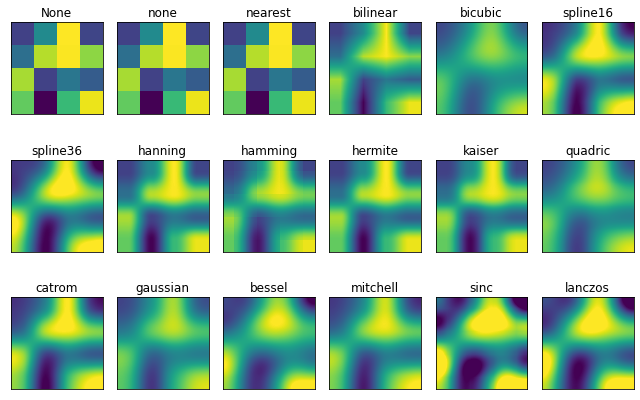 None none nearest bilinear bicubic spline16
spline36 hanning hamming hermite kaiser quadric
catrom gaussian bessel mitchell sinc lanczos